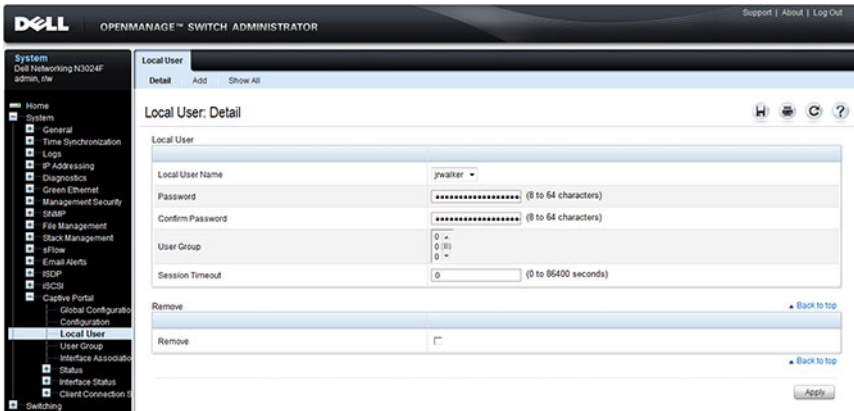 Support | About | Log Out
DELL OPENMANAGE™ SWITCH ADMINISTRATOR
System
Dell Networking N3024F
admin, r/w
Home
System
General
Time Synchronization
Logs
IP Addressing
Diagnostics
Green Ethernet
Management Security
SNMP
File Management
Stack Management
sFlow
Email Alerts
ISDP
iSCSI
Captive Portal
Global Configuratio
Configuration
Local User
User Group
Interface Associatio
Status
Interface Status
Client Connection S
Switching
Local User
Detail Add Show All
Local User: Detail
Local User
Local User Name jrwalker
Password (8 to 64 characters)
Confirm Password (8 to 64 characters)
User Group 0
0
0
Session Timeout 0 (0 to 86400 seconds)
Remove Back to top
Remove
Back to top
Apply